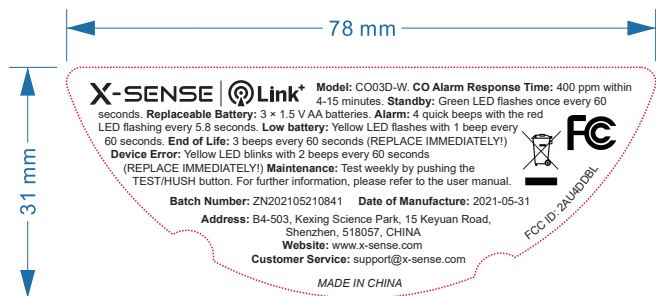 78 mm
31 mm
X-SENSE | Link+ Model: CO03D-W. CO Alarm Response Time: 400 ppm within
4-15 minutes. Standby: Green LED flashes once every 60
seconds. Replaceable Battery: 3 × 1.5 V AA batteries. Alarm: 4 quick beeps with the red
LED flashing every 5.8 seconds. Low battery: Yellow LED flashes with 1 beep every
60 seconds. End of Life: 3 beeps every 60 seconds (REPLACE IMMEDIATELY!)
Device Error: Yellow LED blinks with 2 beeps every 60 seconds
(REPLACE IMMEDIATELY!) Maintenance: Test weekly by pushing the
TEST/HUSH button. For further information, please refer to the user manual.
FC
FCC ID: 2AU4DDBL
Batch Number: ZN202105210841 Date of Manufacture: 2021-05-31
Address: B4-503, Kexing Science Park, 15 Keyuan Road,
Shenzhen, 518057, CHINA
Website: www.x-sense.com
Customer Service: support@x-sense.com
MADE IN CHINA